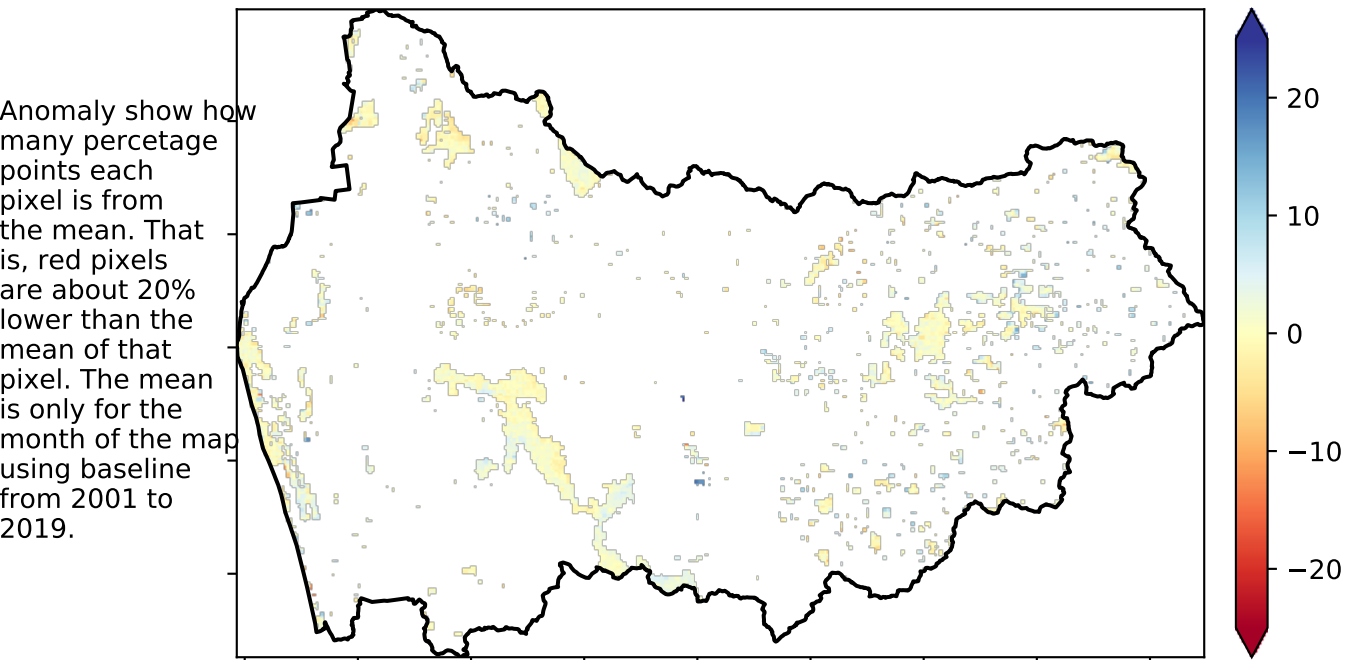 Anomaly show how
many percetage
points each
pixel is from
the mean. That
is, red pixels
are about 20%
lower than the
mean of that
pixel. The mean
is only for the
month of the map
using baseline
from 2001 to
2019.
20
10
0
−10
−20